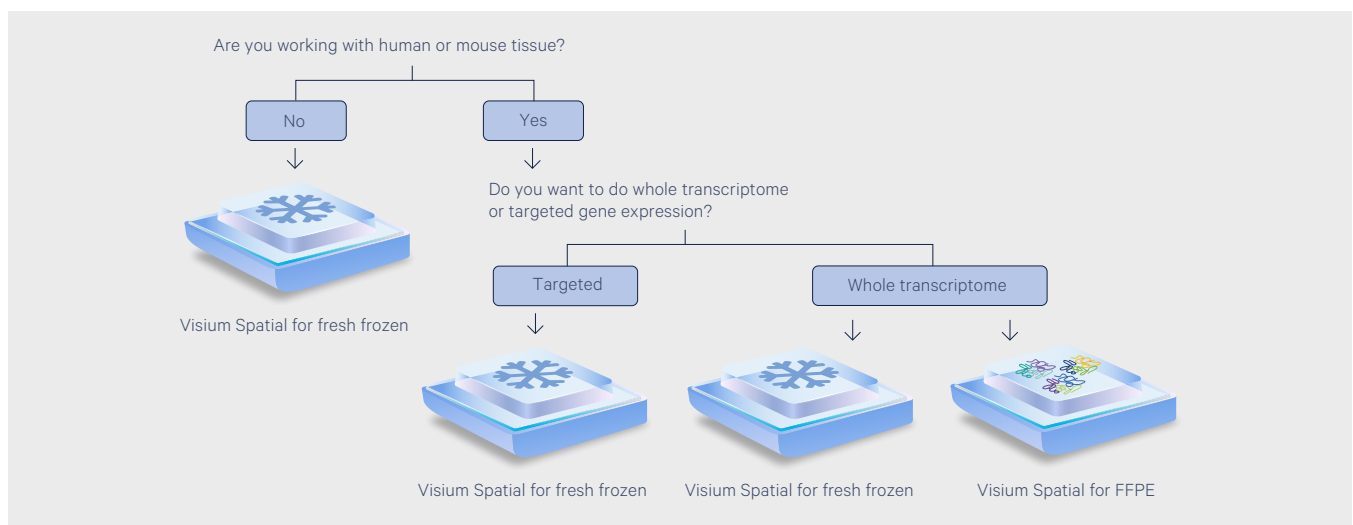 Are you working with human or mouse tissue?
No
Yes
Do you want to do whole transcriptome
or targeted gene expression?
Targeted
Whole transcriptome
Visium Spatial for fresh frozen
Visium Spatial for fresh frozen
Visium Spatial for fresh frozen
Visium Spatial for FFPE